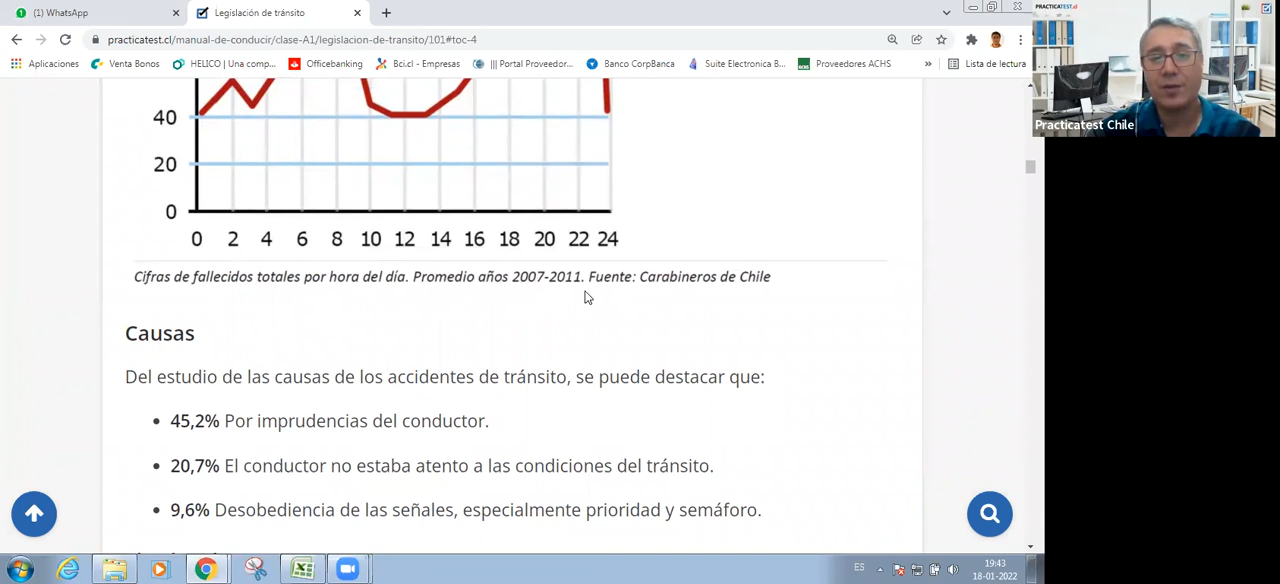 (1) WhatsApp
Legislación de tránsito
practicatest.cl/manual-de-conducir/clase-A1/legislacion-de-transito/101#toc-4
Aplicaciones
Venta Bonos
HELICO | Una comp...
Officebanking
Bci.cl - Empresas
||| Portal Proveedor...
Banco CorpBanca
Suite Electronica B...
Proveedores ACHS
»
Lista de lectura
PRACTICATEST.cl
Practicatest Chile
40
20
0
0 2 4 6 8 10 12 14 16 18 20 22 24
Cifras de fallecidos totales por hora del día. Promedio años 2007-2011. Fuente: Carabineros de Chile
Causas
Del estudio de las causas de los accidentes de tránsito, se puede destacar que:
• 45,2% Por imprudencias del conductor.
• 20,7% El conductor no estaba atento a las condiciones del tránsito.
• 9,6% Desobediencia de las señales, especialmente prioridad y semáforo.
ES
19:43
18-01-2022